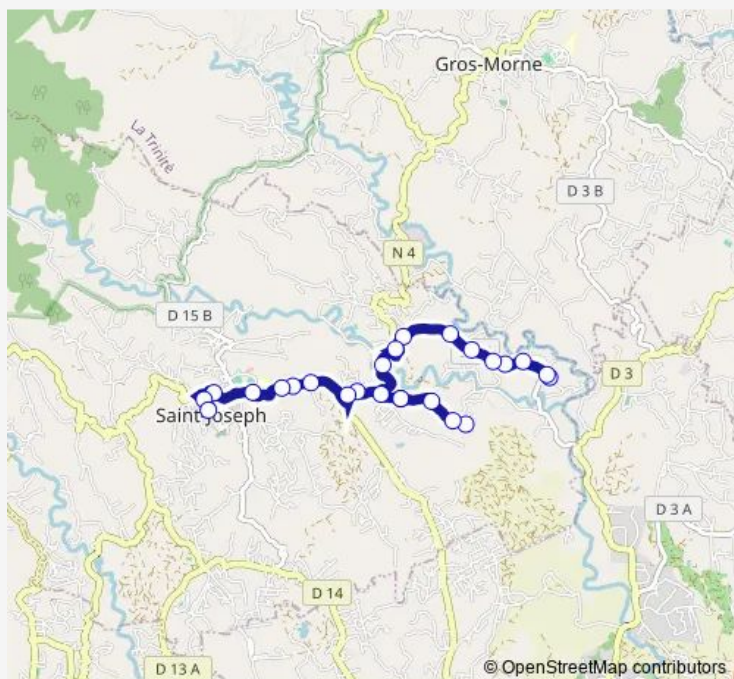 Gros-Morne
La Trinité
D 3 B
N 4
D 15 B
D 3
Saint-Joseph
D 3 A
D 14
D 13 A
© OpenStreetMap contributors